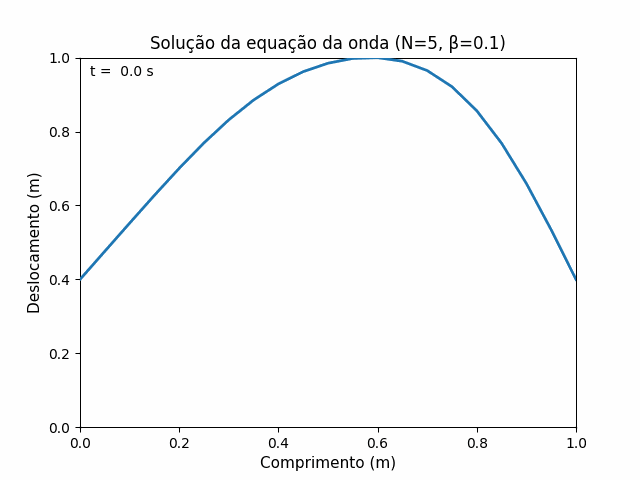 Solução da equação da onda (N=5, β=0.1)
t =  0.0 s
Deslocamento (m)
1.0
0.8
0.6
0.4
0.2
0.0
0.0 0.2 0.4 0.6 0.8 1.0
Comprimento (m)